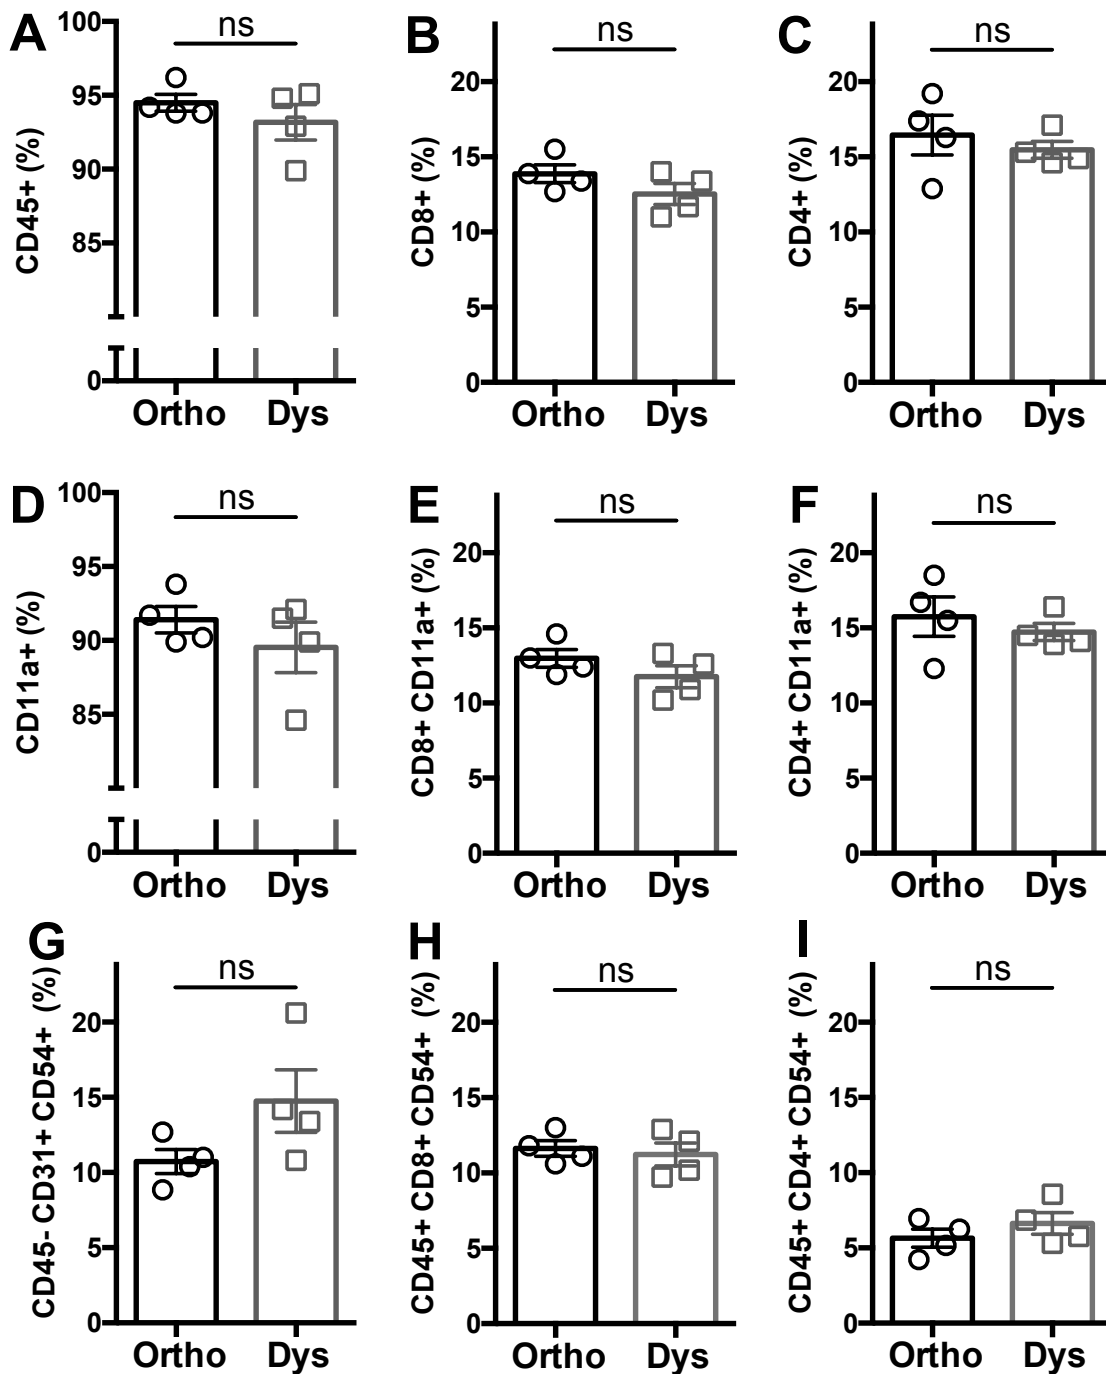 A
CD45+ (%)
100
95
90
85
0
ns
Ortho Dys
B
CD8+ (%)
20
15
10
5
0
ns
Ortho Dys
C
CD4+ (%)
20
15
10
5
0
ns
Ortho Dys
D
CD11a+ (%)
100
95
90
85
0
ns
Ortho Dys
E
CD8+ CD11a+ (%)
20
15
10
5
0
ns
Ortho Dys
F
CD4+ CD11a+ (%)
20
15
10
5
0
ns
Ortho Dys
G
CD45- CD31+ CD54+ (%)
20
15
10
5
0
ns
Ortho Dys
H
CD45+ CD8+ CD54+ (%)
20
15
10
5
0
ns
Ortho Dys
I
CD45+ CD4+ CD54+ (%)
20
15
10
5
0
ns
Ortho Dys